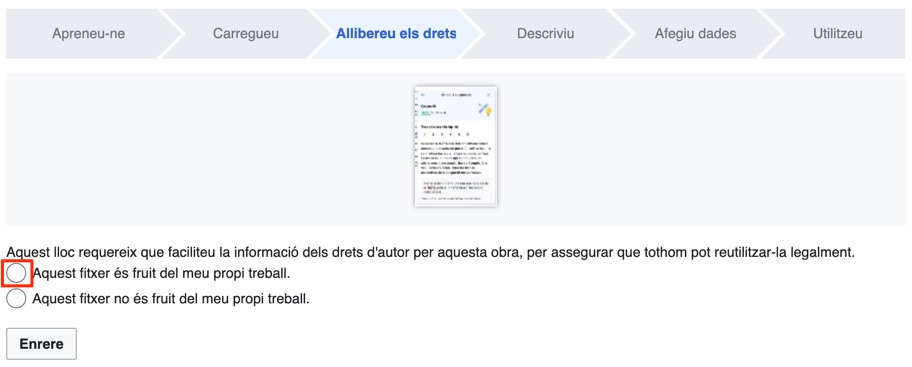 Apreneu-ne
Carregueu
Allibereu els drets
Descriviu
Afegiu dades
Utilitzeu
Aquest lloc requereix que faciliteu la informació dels drets d'autor per aquesta obra, per assegurar que tothom pot reutilitzar-la legalment.
Aquest fitxer és fruit del meu propi treball.
Aquest fitxer no és fruit del meu propi treball.
Enrere